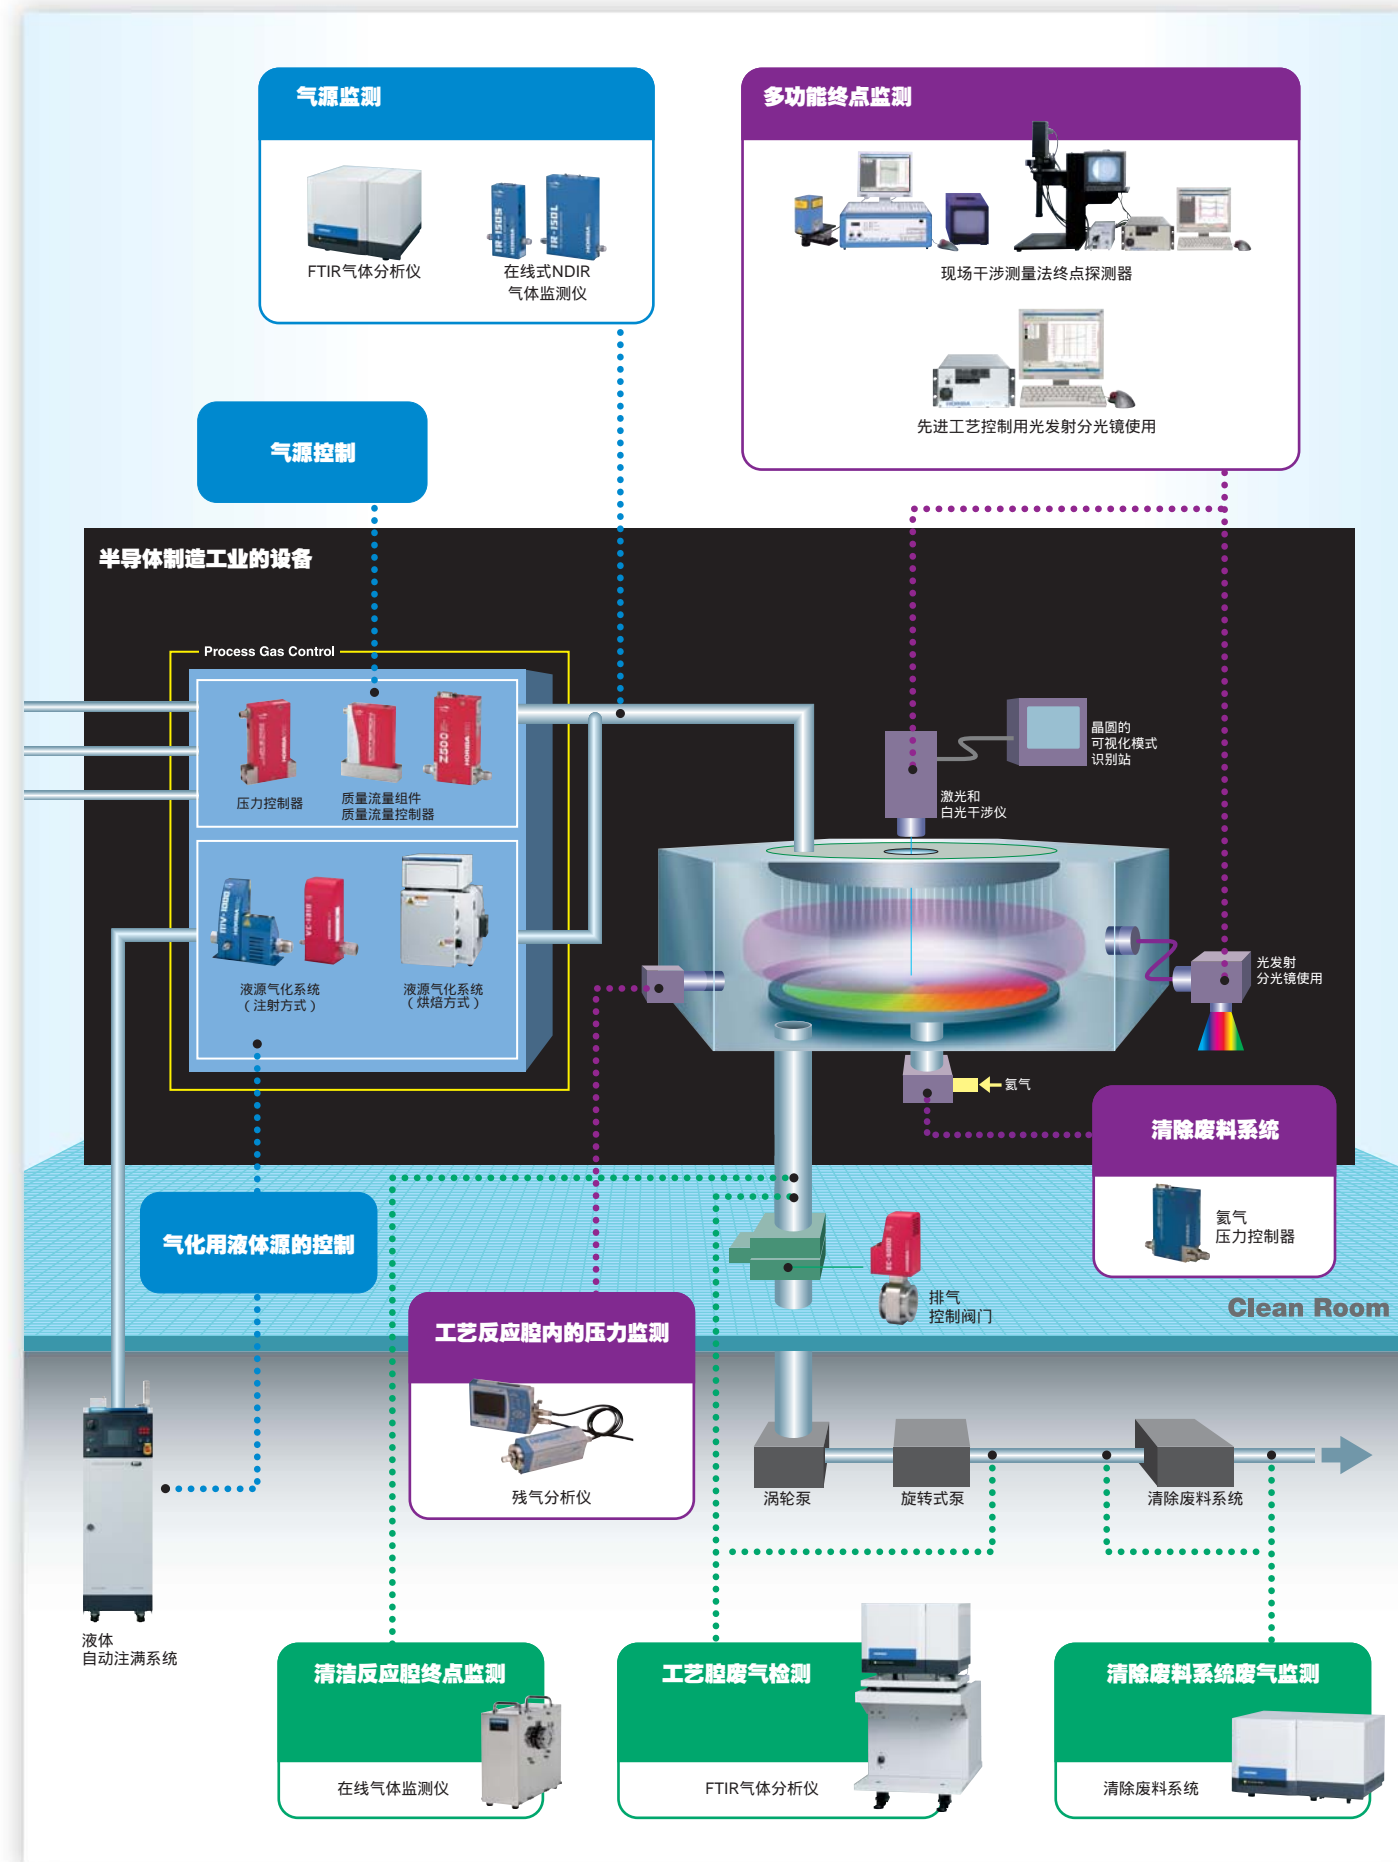 气源监测
FTIR气体分析仪
IR-150S
HORIBA
IR-150L
HORIBA
在线式NDIR
气体监测仪
多功能终点监测
现场干涉测量法终点探测器
HORIBA
先进工艺控制用光发射分光镜使用
气源控制
半导体制造工业的设备
Process Gas Control
压力控制器
质量流量组件
质量流量控制器
Z500
HORIBA
晶圆的
可视化模式
识别站
激光和
白光干涉仪
MV-1000
HORIBA
液源气化系统
（注射方式）
液源气化系统
（烘焙方式）
光发射
分光镜使用
氦气
清除废料系统
氦气
压力控制器
气化用液体源的控制
排气
控制阀门
Clean Room
工艺反应腔内的压力监测
HORIBA
残气分析仪
涡轮泵
旋转式泵
清除废料系统
液体
自动注满系统
清洁反应腔终点监测
在线气体监测仪
工艺腔废气检测
FTIR气体分析仪
清除废料系统废气监测
清除废料系统